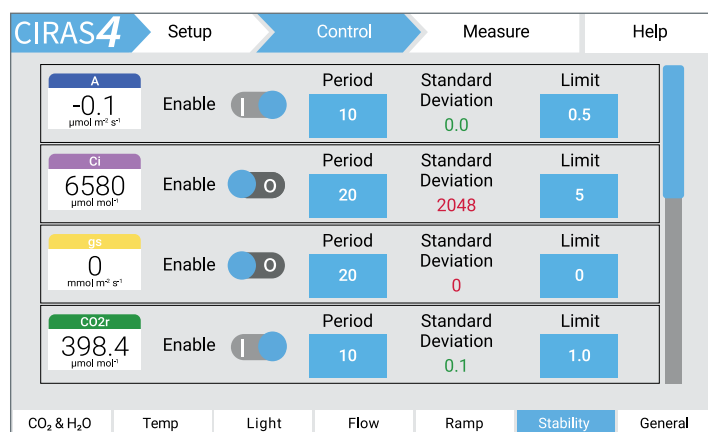 CIRAS4 Setup Control Measure Help
A
-0.1
µmol m⁻² s⁻¹
Enable
Period
10
Standard
Deviation
0.0
Limit
0.5
Ci
6580
µmol mol⁻¹
Enable
O
Period
20
Standard
Deviation
2048
Limit
5
gs
0
mmol m⁻² s⁻¹
Enable
O
Period
20
Standard
Deviation
0
Limit
0
CO2r
398.4
µmol mol⁻¹
Enable
Period
10
Standard
Deviation
0.1
Limit
1.0
CO₂ & H₂O Temp Light Flow Ramp Stability General